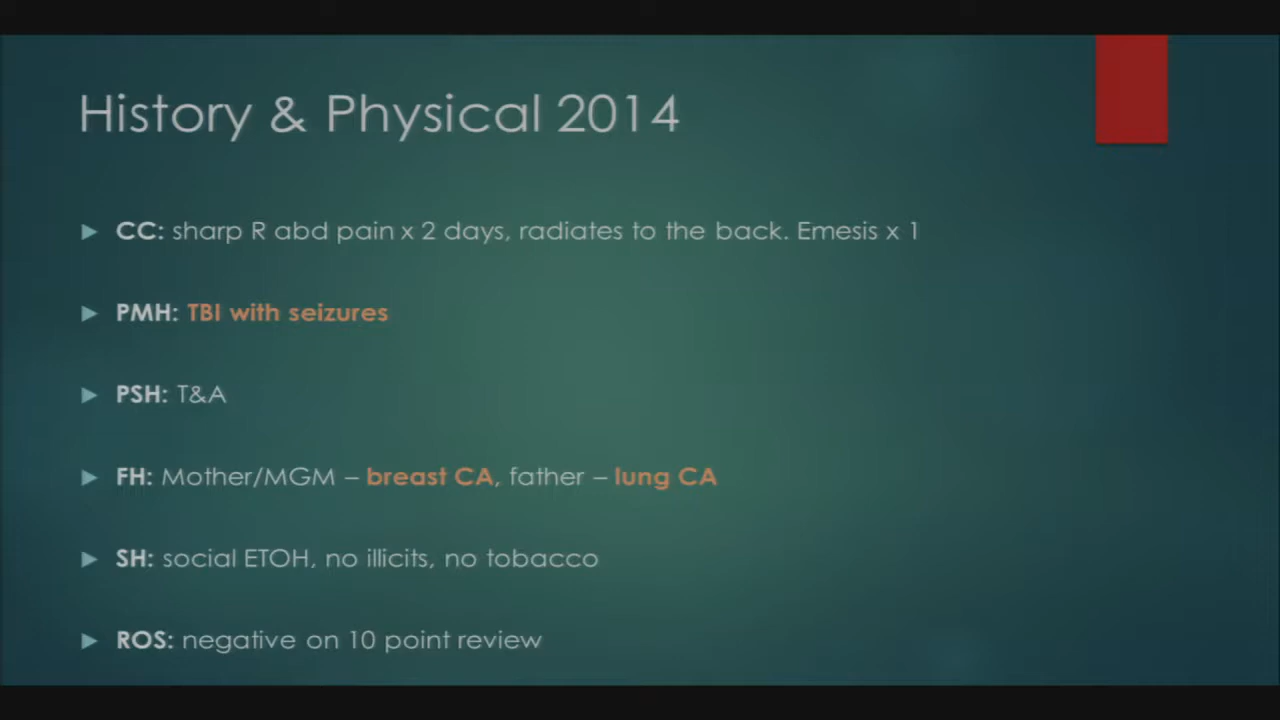 History & Physical 2014
CC: sharp R abd pain x 2 days, radiates to the back. Emesis x 1
PMH: TBI with seizures
PSH: T&A
FH: Mother/MGM – breast CA, father – lung CA
SH: social ETOH, no illicits, no tobacco
ROS: negative on 10 point review